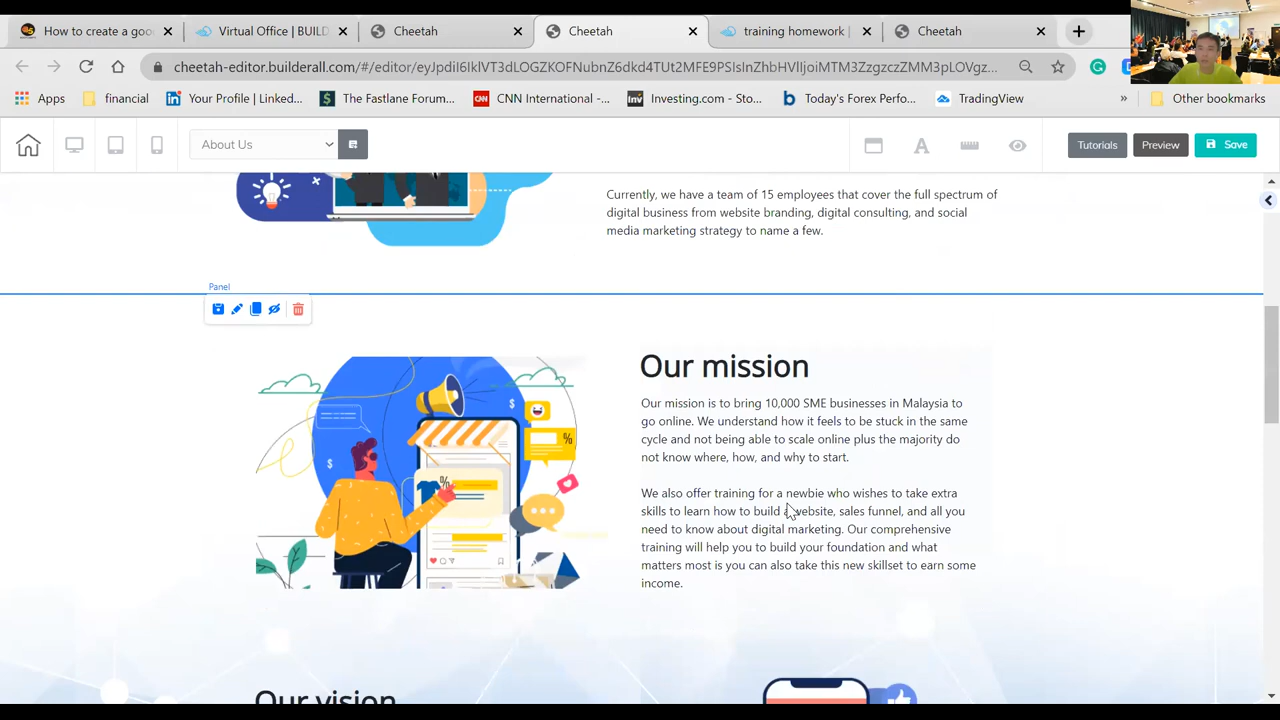 How to create a goo
Virtual Office | BUILD
Cheetah
Cheetah
training homework |
Cheetah
Apps
financial
Your Profile | Linked...
The Fastlane Forum...
CNN International -...
Investing.com - Sto...
Today's Forex Perfo...
TradingView
Other bookmarks
About Us
Tutorials
Preview
Save
Currently, we have a team of 15 employees that cover the full spectrum of
digital business from website branding, digital consulting, and social
media marketing strategy to name a few.
Panel
Our mission
Our mission is to bring 10,000 SME businesses in Malaysia to
go online. We understand how it feels to be stuck in the same
cycle and not being able to scale online plus the majority do
not know where, how, and why to start.
We also offer training for a newbie who wishes to take extra
skills to learn how to build a website, sales funnel, and all you
need to know about digital marketing. Our comprehensive
training will help you to build your foundation and what
matters most is you can also take this new skillset to earn some
income.
Our vision